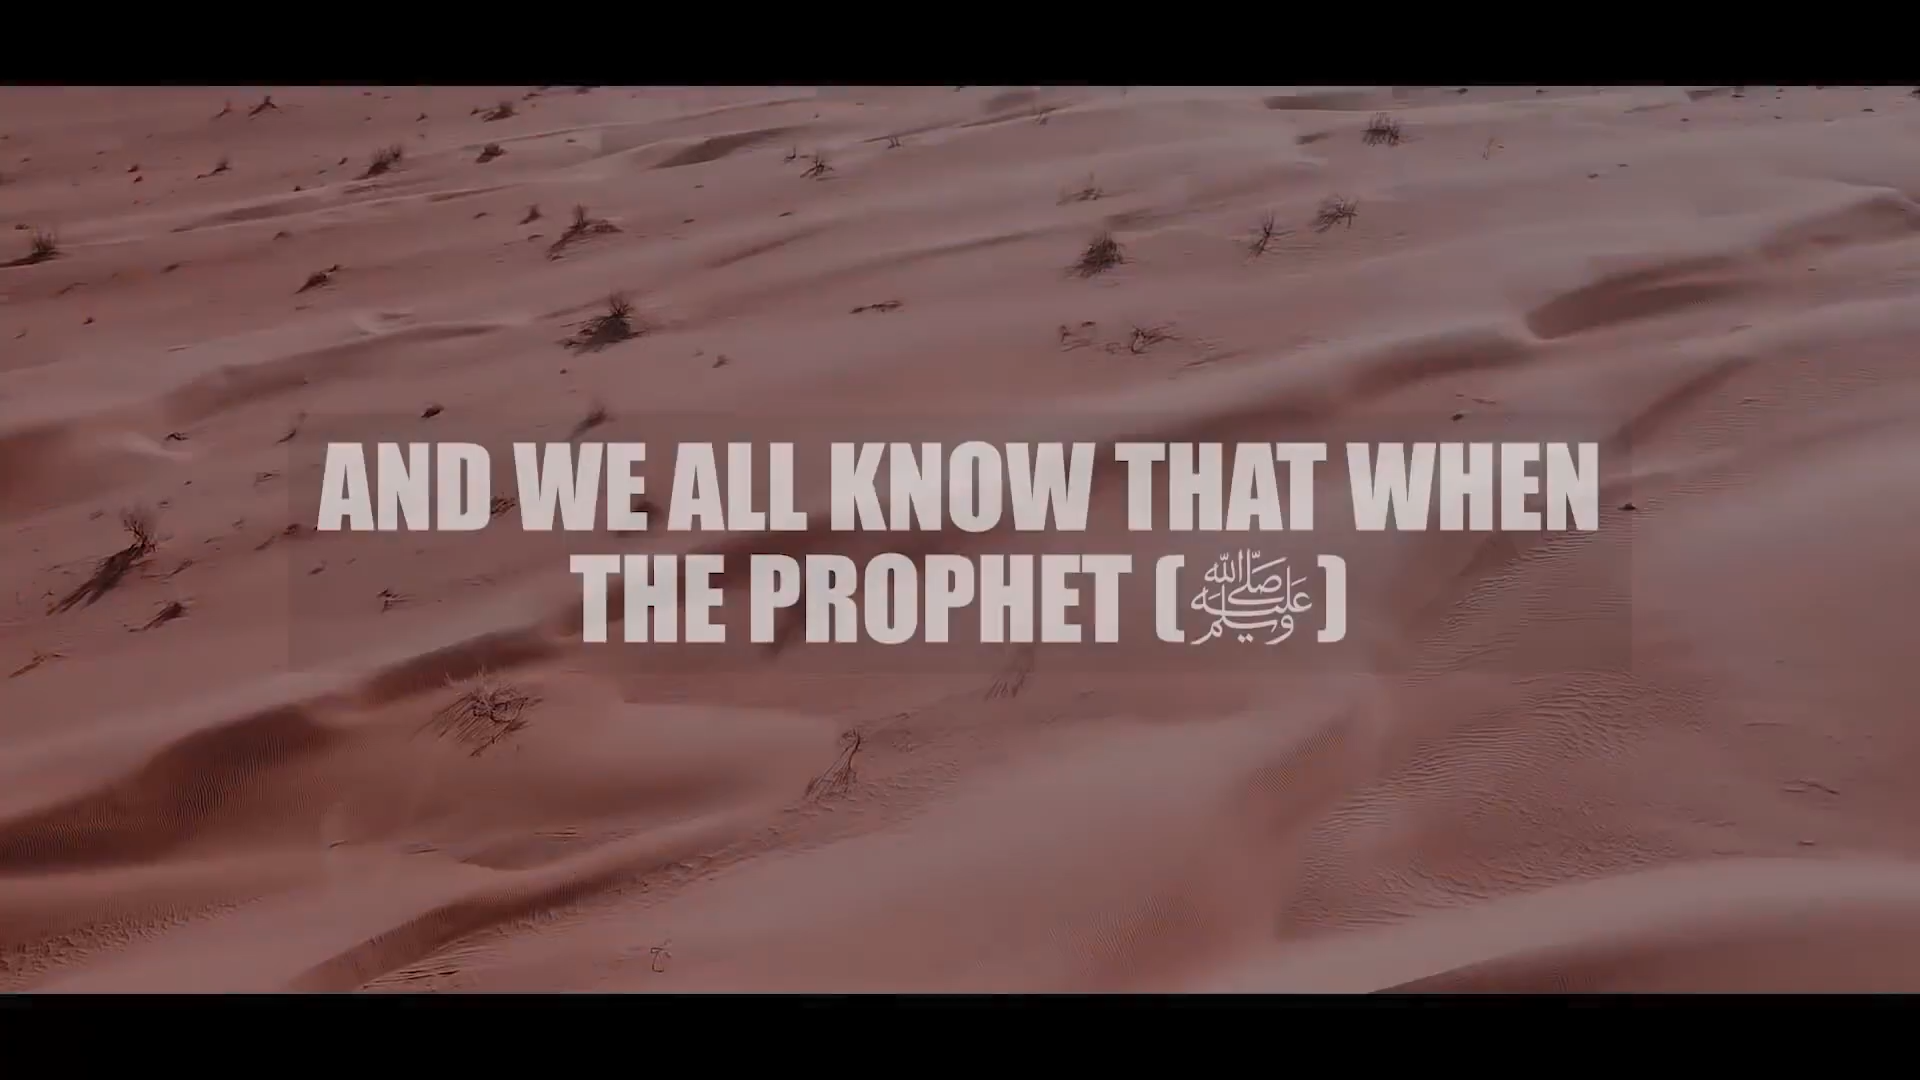 AND WE ALL KNOW THAT WHEN
THE PROPHET (ﷺ)